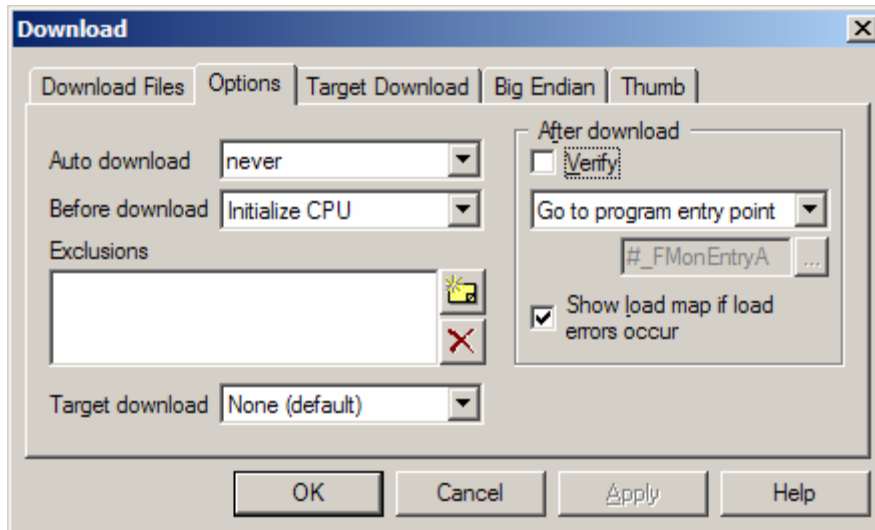 Download
Download Files Options Target Download Big Endian Thumb
Auto download never
Before download Initialize CPU
Exclusions
Target download None (default)
After download
Verify
Go to program entry point
#_FMonEntryA ...
Show load map if load
errors occur
OK Cancel Apply Help